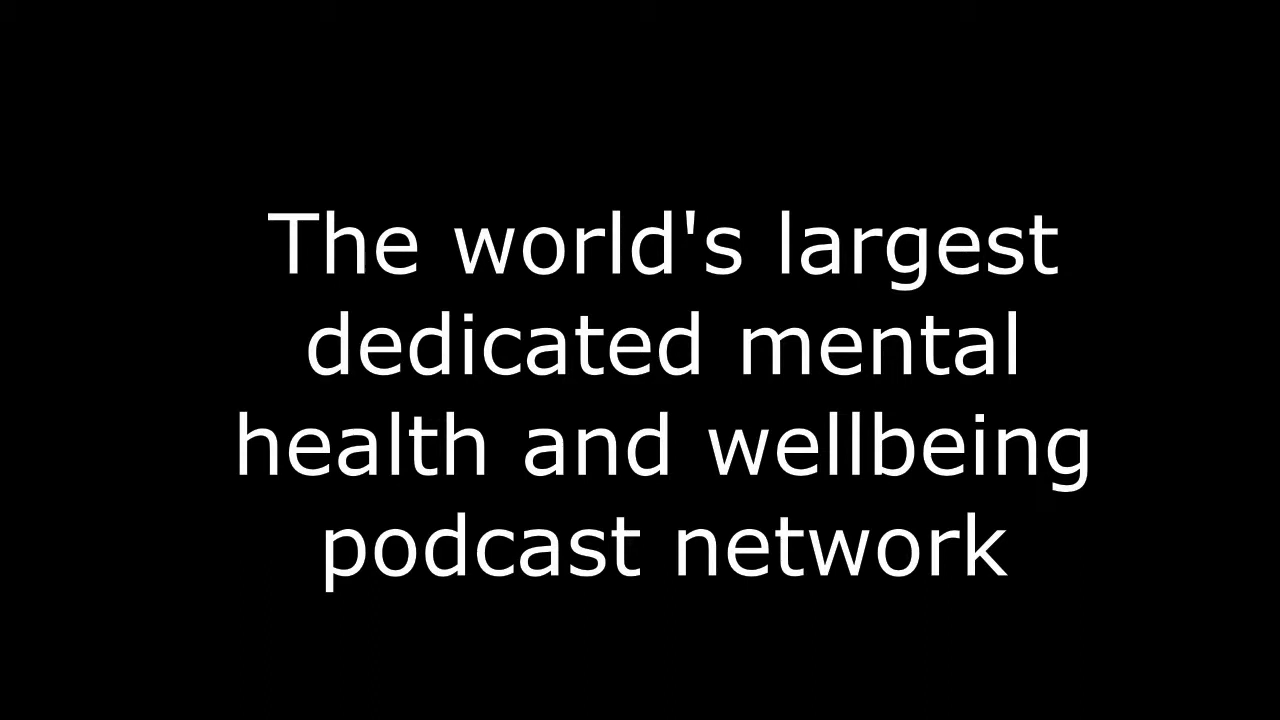 The world's largest
dedicated mental
health and wellbeing
podcast network